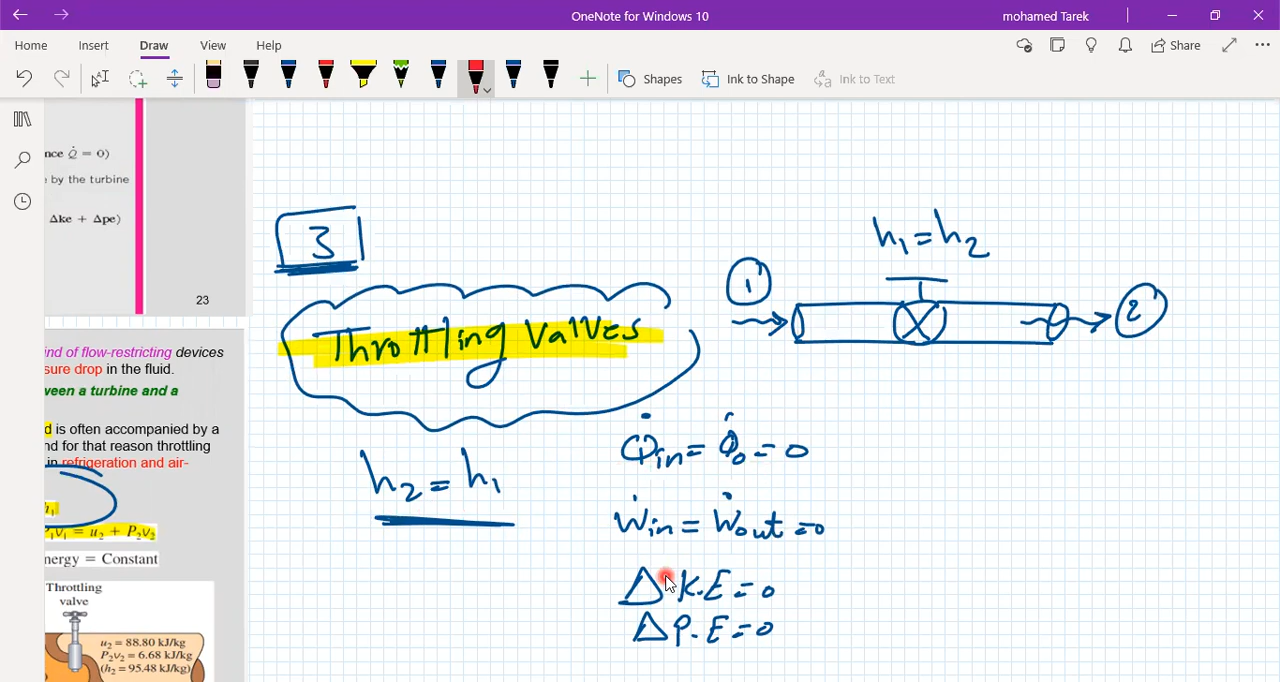 OneNote for Windows 10
mohamed Tarek
Home
Insert
Draw
View
Help
Share
Shapes
Ink to Shape
Ink to Text
nce Q̇ = 0)
by the turbine
Δke + Δpe)
23
ind of flow-restricting devices
sure drop in the fluid.
ween a turbine and a
d is often accompanied by a
nd for that reason throttling
in refrigeration and air-
h₁
P₁v₁ = u₂ + P₂v₂
nergy = Constant
Throttling
valve
u₂ = 88.80 kJ/kg
P₂v₂ = 6.68 kJ/kg
(h₂ = 95.48 kJ/kg)
3
Throttling Valves
h₂ = h₁
h₁ = h₂
1
2
Q̇in = Q̇o = 0
Ẇin = Ẇout = 0
Δ K.E = 0
Δ P.E = 0